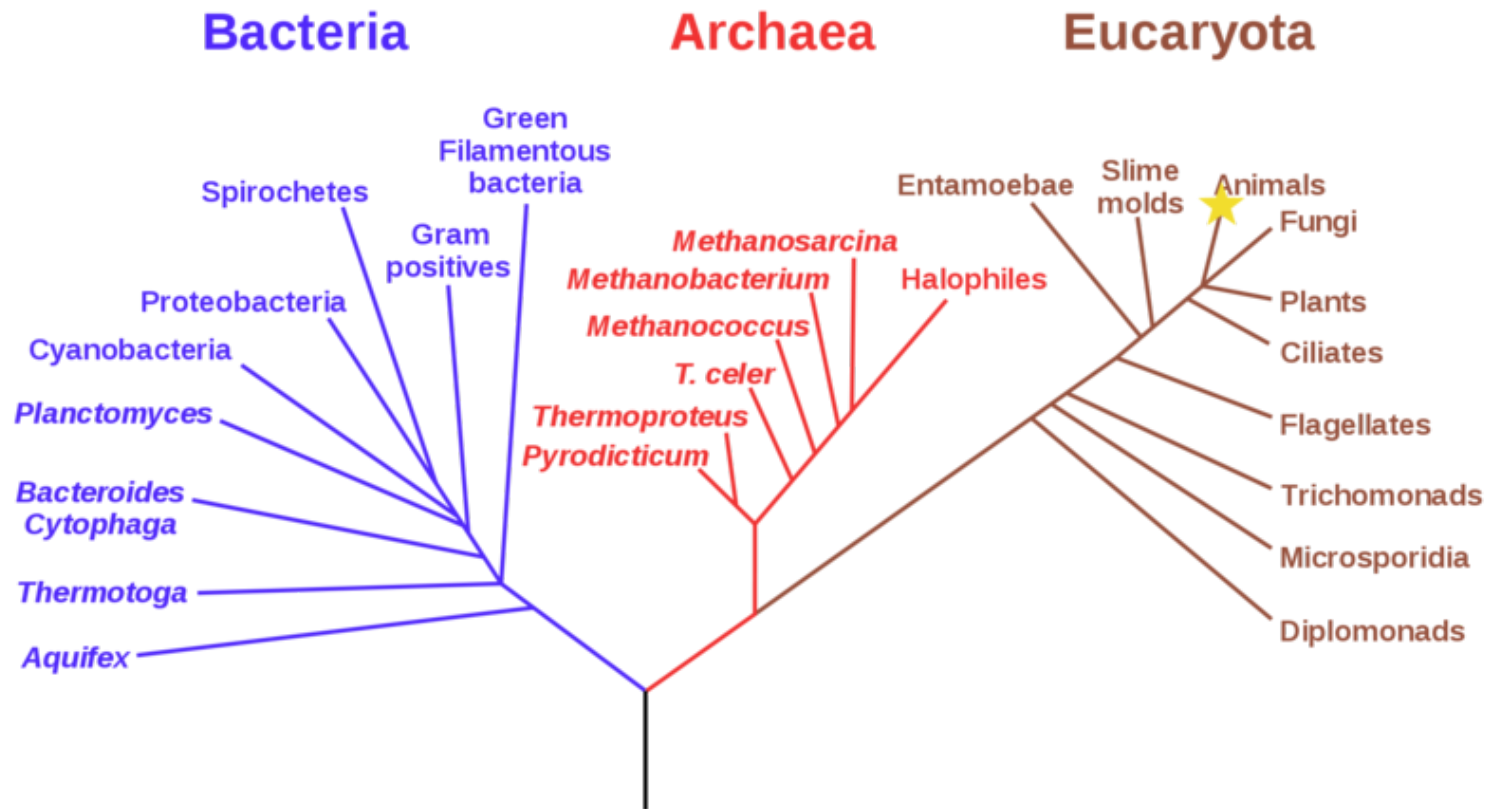 Bacteria
Archaea
Eucaryota
Green
Filamentous
bacteria
Spirochetes
Gram
positives
Proteobacteria
Cyanobacteria
Planctomyces
Bacteroides
Cytophaga
Thermotoga
Aquifex
Methanosarcina
Methanobacterium
Halophiles
Methanococcus
T. celer
Thermoproteus
Pyrodicticum
Entamoebae
Slime
molds
Animals
Fungi
Plants
Ciliates
Flagellates
Trichomonads
Microsporidia
Diplomonads